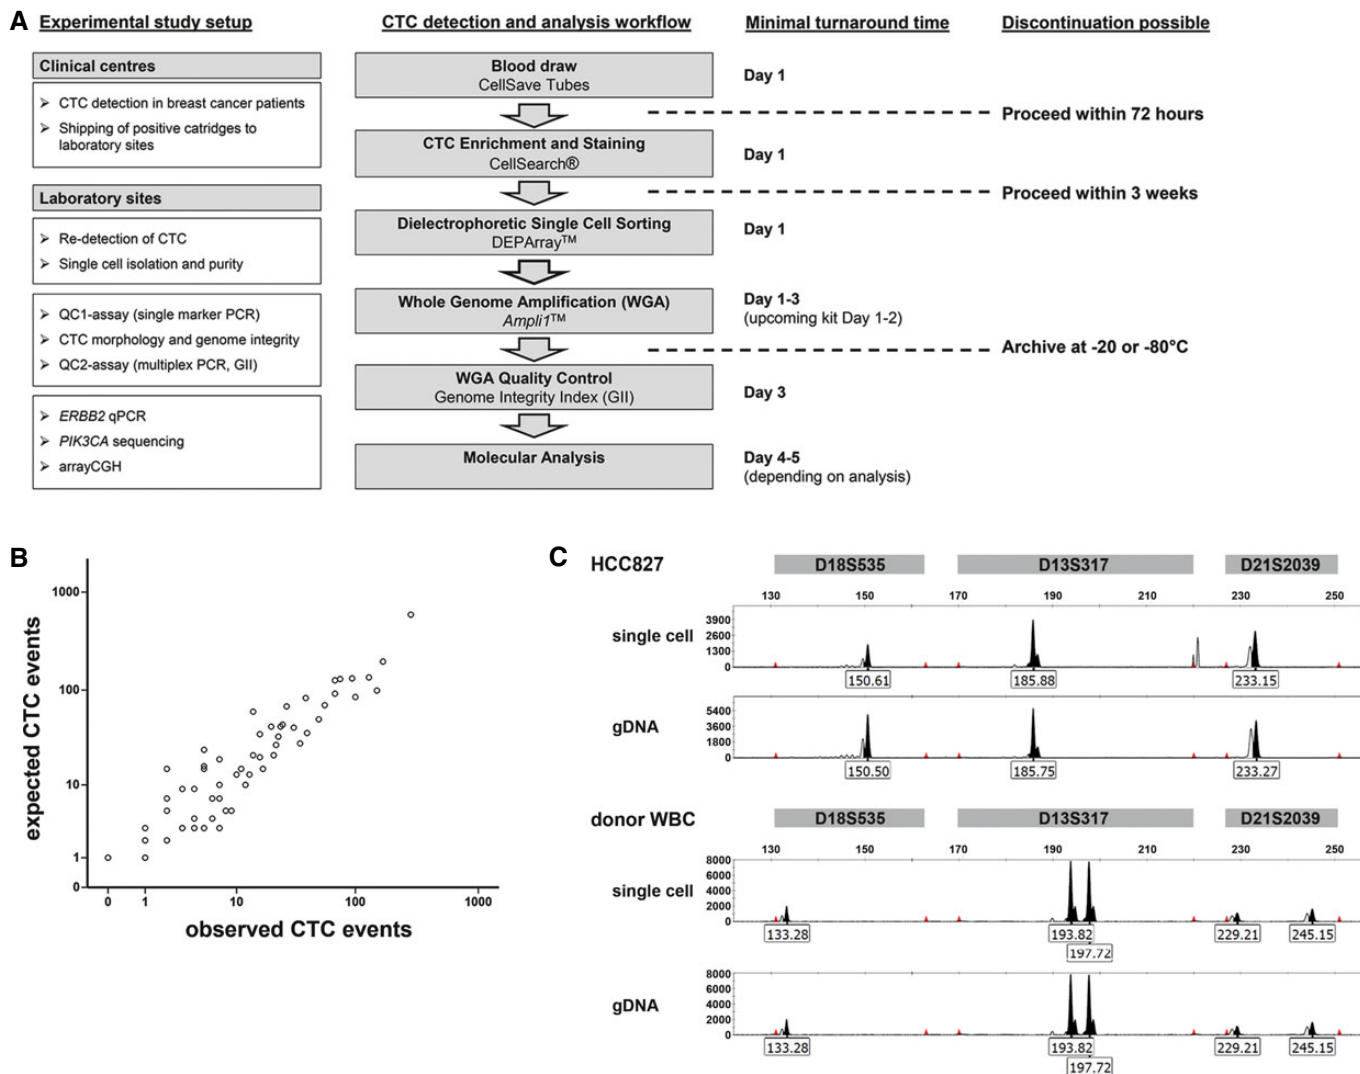 A
Experimental study setup
CTC detection and analysis workflow
Minimal turnaround time
Discontinuation possible
Clinical centres
➢ CTC detection in breast cancer patients
➢ Shipping of positive catridges to
laboratory sites
Laboratory sites
➢ Re-detection of CTC
➢ Single cell isolation and purity
➢ QC1-assay (single marker PCR)
➢ CTC morphology and genome integrity
➢ QC2-assay (multiplex PCR, GII)
➢ ERBB2 qPCR
➢ PIK3CA sequencing
➢ arrayCGH
Blood draw
CellSave Tubes
CTC Enrichment and Staining
CellSearch®
Dielectrophoretic Single Cell Sorting
DEPArray™
Whole Genome Amplification (WGA)
Ampli1™
WGA Quality Control
Genome Integrity Index (GII)
Molecular Analysis
Day 1
Day 1
Day 1
Day 1-3
(upcoming kit Day 1-2)
Day 3
Day 4-5
(depending on analysis)
Proceed within 72 hours
Proceed within 3 weeks
Archive at -20 or -80°C
B
expected CTC events
1000
100
10
1
0
0 1 10 100 1000
observed CTC events
C
HCC827
D18S535 D13S317 D21S2039
130 150 170 190 210 230 250
single cell
3900
2600
1300
0
150.61 185.88 233.15
gDNA
5400
3600
1800
0
150.50 185.75 233.27
donor WBC
D18S535 D13S317 D21S2039
130 150 170 190 210 230 250
single cell
8000
6000
4000
2000
0
133.28 193.82 229.21 245.15
197.72
gDNA
8000
6000
4000
2000
0
133.28 193.82 229.21 245.15
197.72